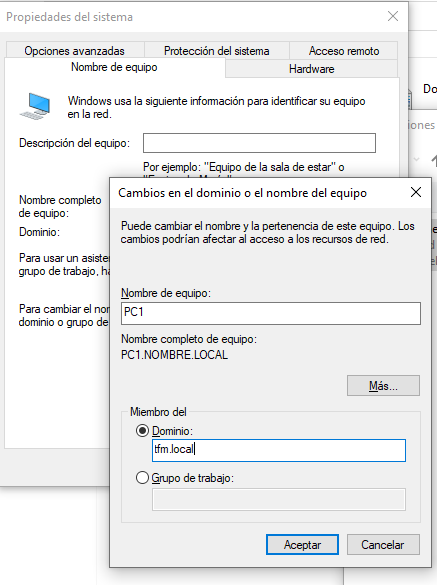 Propiedades del sistema
Opciones avanzadas
Protección del sistema
Acceso remoto
Nombre de equipo
Hardware
Windows usa la siguiente información para identificar su equipo
en la red.
Descripción del equipo:
Por ejemplo: "Equipo de la sala de estar" o
Nombre completo
de equipo:
Dominio:
Para usar un asiste
grupo de trabajo, ha
Para cambiar el nom
dominio o grupo de
Cambios en el dominio o el nombre del equipo
Puede cambiar el nombre y la pertenencia de este equipo. Los
cambios podrían afectar al acceso a los recursos de red.
Nombre de equipo:
PC1
Nombre completo de equipo:
PC1.NOMBRE.LOCAL
Más...
Miembro del
Dominio:
tfm.local
Grupo de trabajo:
Aceptar
Cancelar
Do
iones